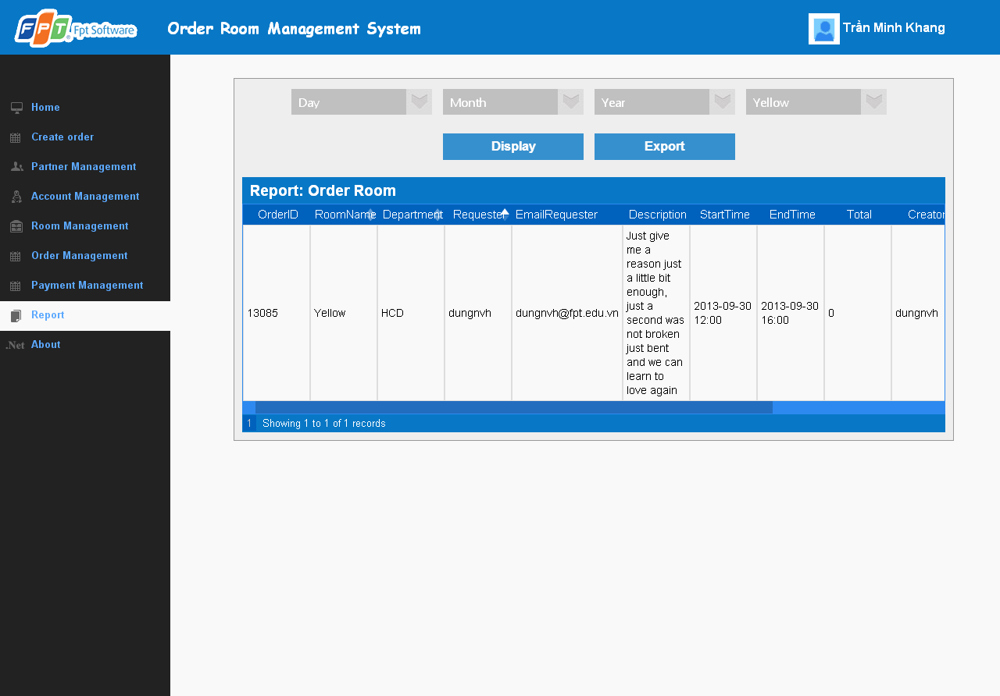 FPT® Fpt Software
Order Room Management System
Trần Minh Khang
Home
Create order
Partner Management
Account Management
Room Management
Order Management
Payment Management
Report
.Net About
Day Month Year Yellow
Display Export
Report: Order Room
OrderID RoomName Department Requester EmailRequester Description StartTime EndTime Total Creator
Just give
me a
reason just
a little bit
enough,
just a
second was
not broken
just bent
and we can
learn to
love again
13085 Yellow HCD dungnvh dungnvh@fpt.edu.vn 2013-09-30 12:00 2013-09-30 16:00 0 dungnvh
1 Showing 1 to 1 of 1 records